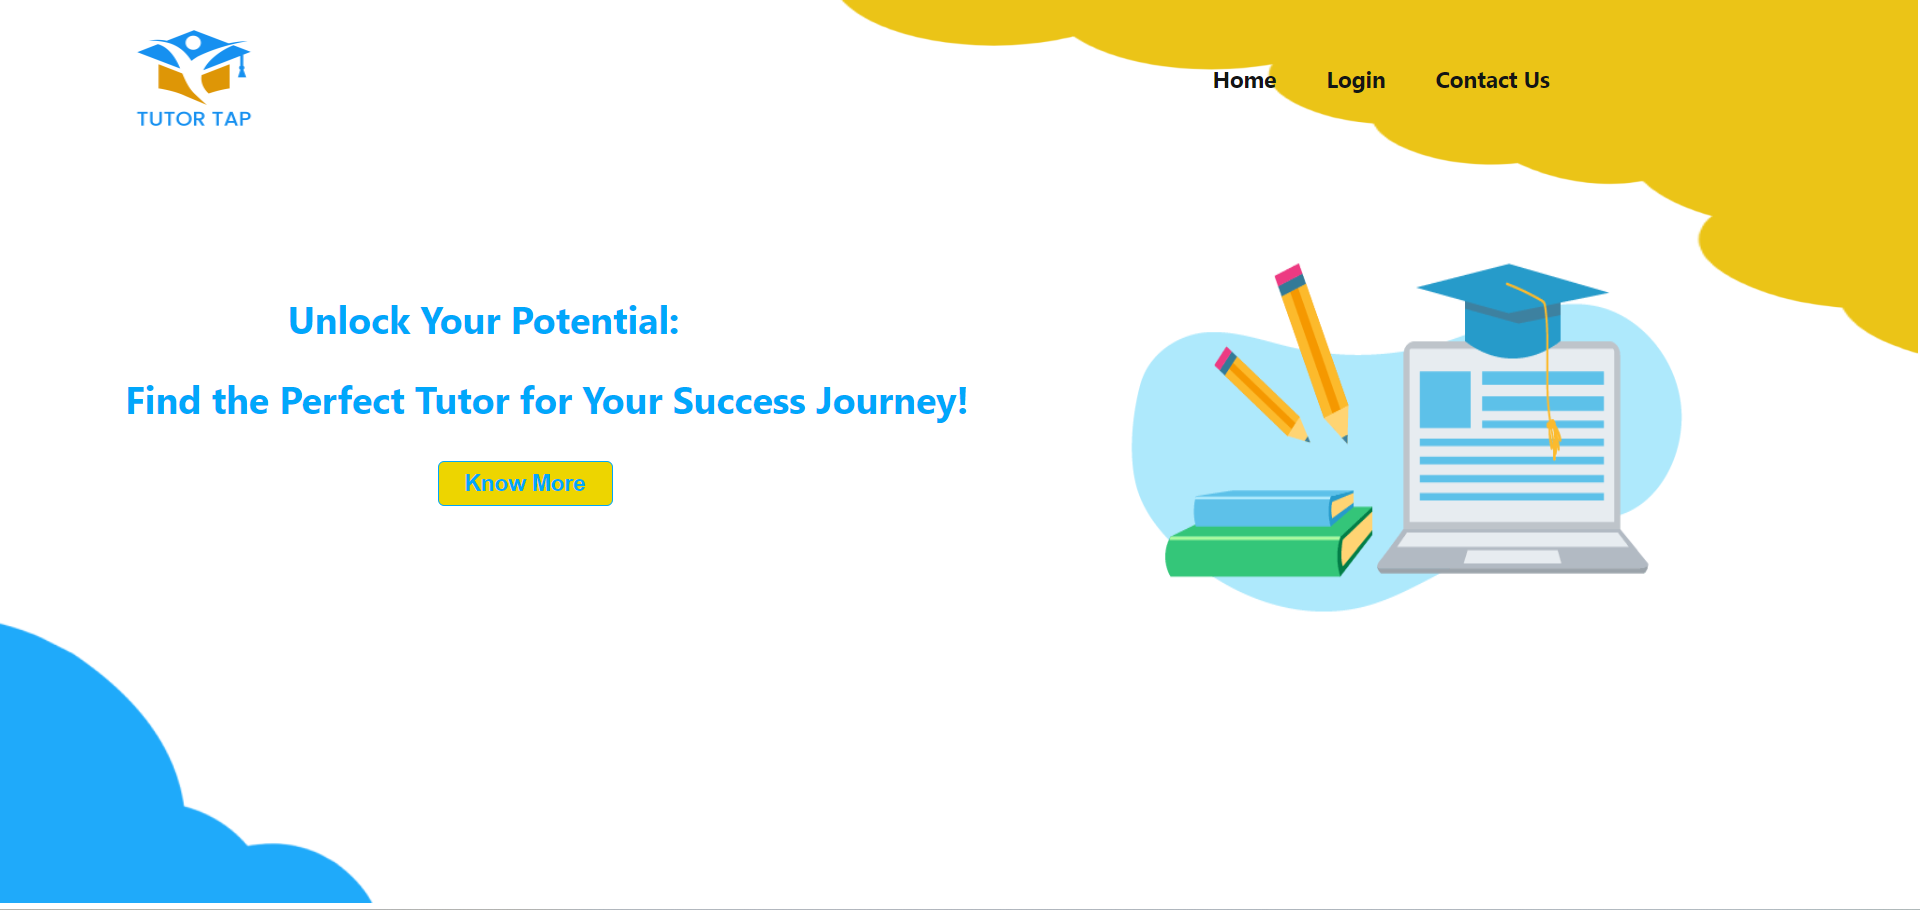 TUTOR TAP
Home Login Contact Us
Unlock Your Potential:
Find the Perfect Tutor for Your Success Journey!
Know More